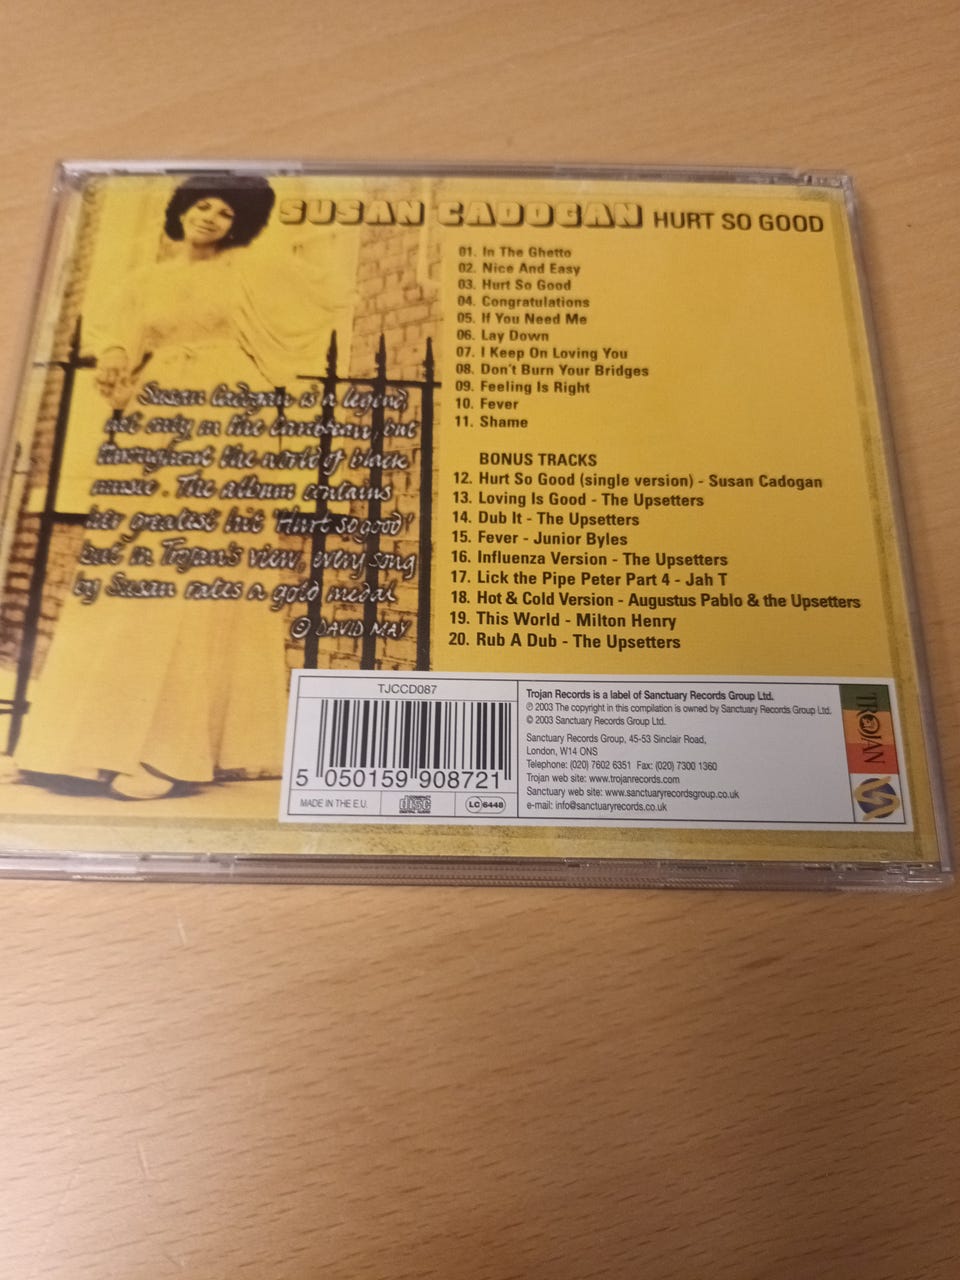 SUSAN CADOGAN HURT SO GOOD
01. In The Ghetto
02. Nice And Easy
03. Hurt So Good
04. Congratulations
05. If You Need Me
06. Lay Down
07. I Keep On Loving You
08. Don't Burn Your Bridges
09. Feeling Is Right
10. Fever
11. Shame
BONUS TRACKS
12. Hurt So Good (single version) - Susan Cadogan
13. Loving Is Good - The Upsetters
14. Dub It - The Upsetters
15. Fever - Junior Byles
16. Influenza Version - The Upsetters
17. Lick the Pipe Peter Part 4 - Jah T
18. Hot & Cold Version - Augustus Pablo & the Upsetters
19. This World - Milton Henry
20. Rub A Dub - The Upsetters
Susan Cadogan is a legend,
not only in the Caribbean, but
throughout the world of black
music. The album contains
her greatest hit 'Hurt so good'
but in Trojan's view, every song
by Susan rates a gold medal
© DAVID MAY
TJCCD087
5 050159 908721
MADE IN THE E.U.
COMPACT
disc
DIGITAL AUDIO
LC 6448
Trojan Records is a label of Sanctuary Records Group Ltd.
℗ 2003 The copyright in this compilation is owned by Sanctuary Records Group Ltd.
© 2003 Sanctuary Records Group Ltd.
Sanctuary Records Group, 45-53 Sinclair Road,
London, W14 ONS
Telephone: (020) 7602 6351 Fax: (020) 7300 1360
Trojan web site: www.trojanrecords.com
Sanctuary web site: www.sanctuaryrecordsgroup.co.uk
e-mail: info@sanctuaryrecords.co.uk
TROJAN